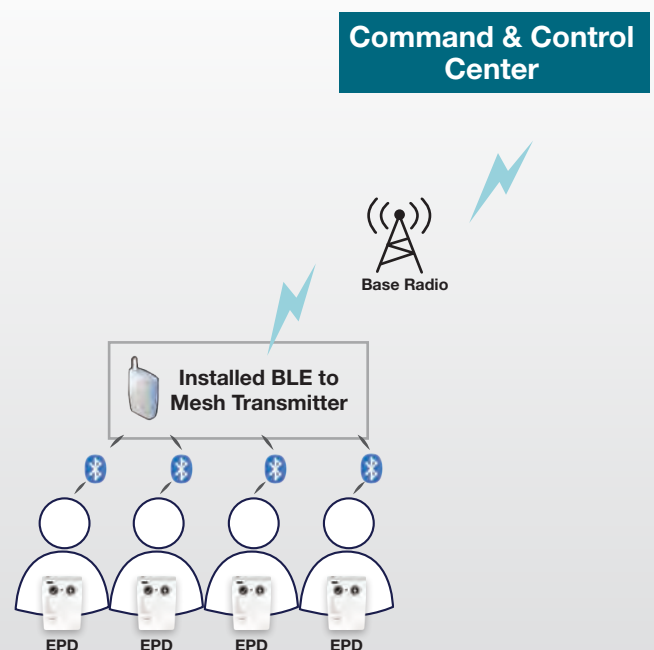 Command & Control
Center
Base Radio
Installed BLE to
Mesh Transmitter
EPD EPD EPD EPD